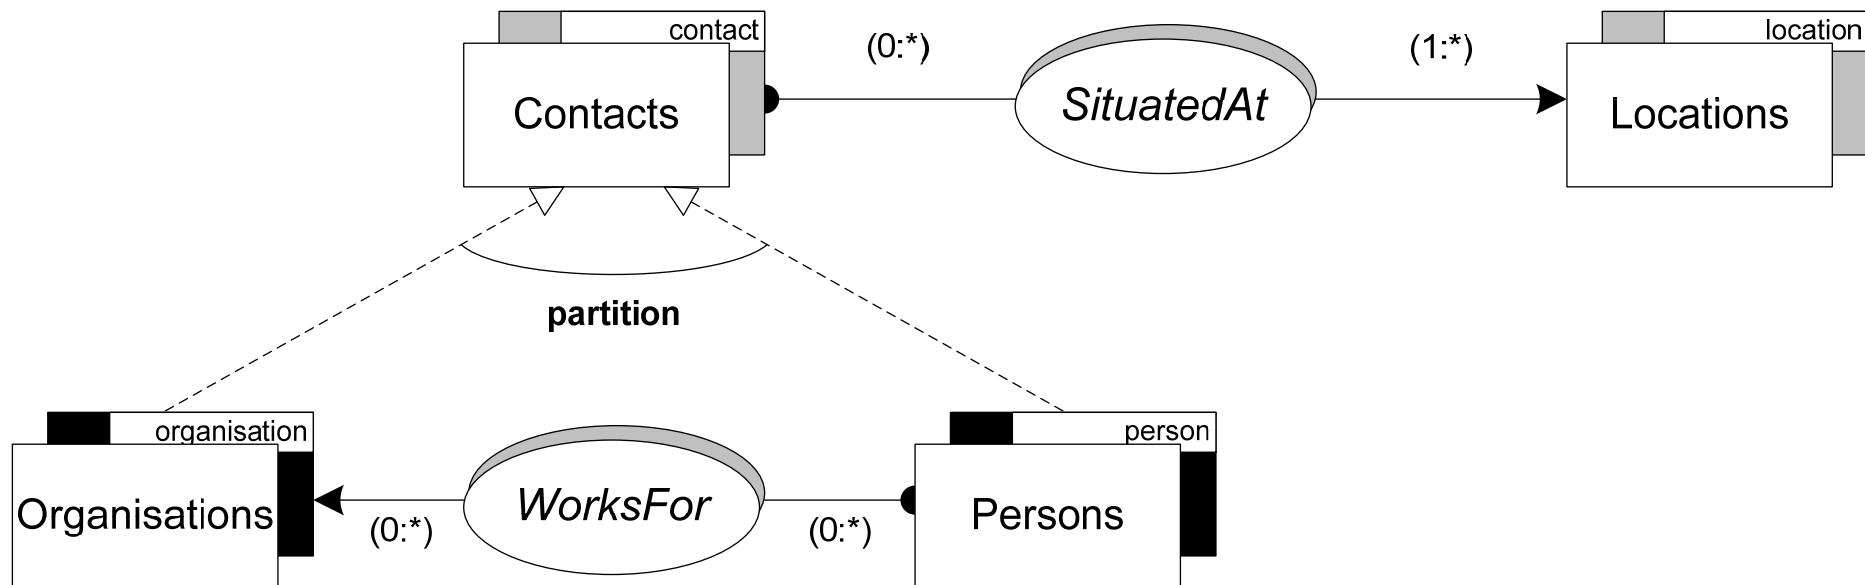 contact
(0:*)
(1:*)
location
Contacts
SituatedAt
Locations
partition
organisation
person
Organisations
WorksFor
Persons
(0:*)
(0:*)